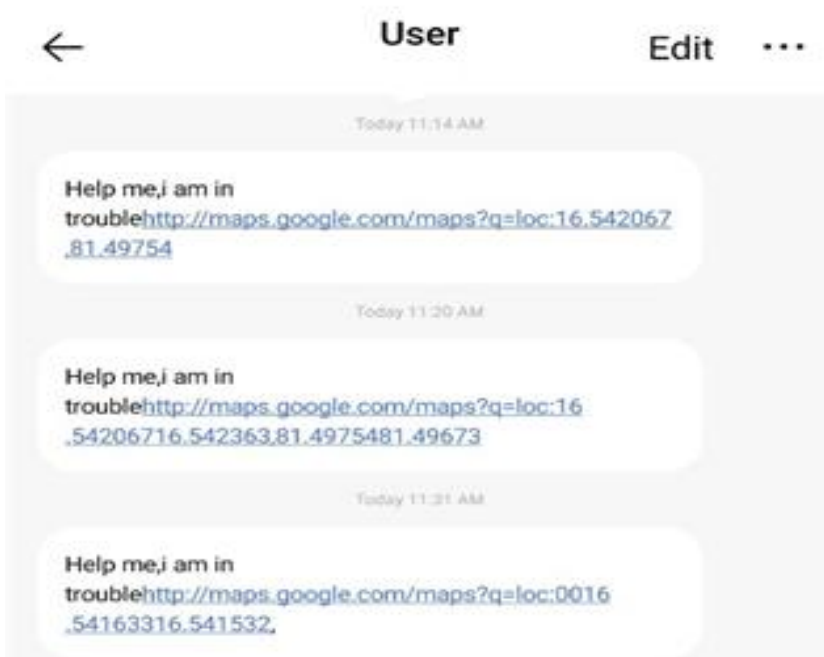 User
Edit
Today 11:14 AM
Help me,i am in
troublehttp://maps.google.com/maps?q=loc:16.542067
,81.49754
Today 11:20 AM
Help me,i am in
troublehttp://maps.google.com/maps?q=loc:16
.54206716.542363,81.4975481.49673
Today 11:31 AM
Help me,i am in
troublehttp://maps.google.com/maps?q=loc:0016
.54163316.541532,